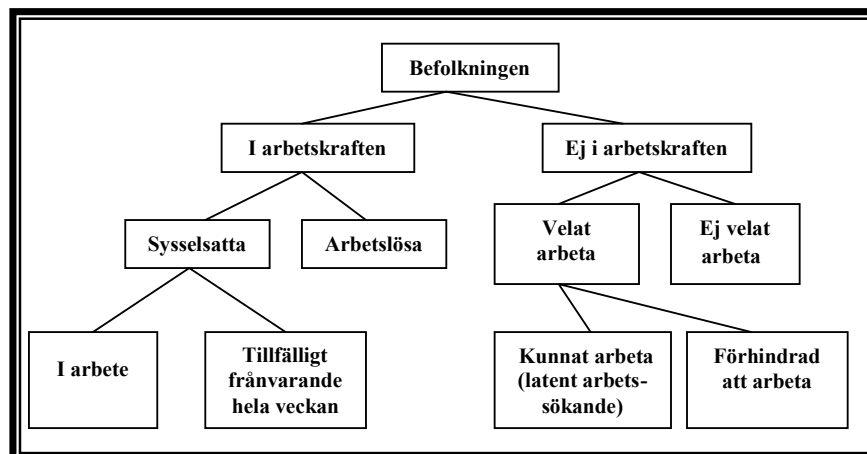 Befolkningen
I arbetskraften
Ej i arbetskraften
Sysselsatta
Arbetslösa
Velat
arbeta
Ej velat
arbeta
I arbete
Tillfälligt
frånvarande
hela veckan
Kunnat arbeta
(latent arbets-
sökande)
Förhindrad
att arbeta